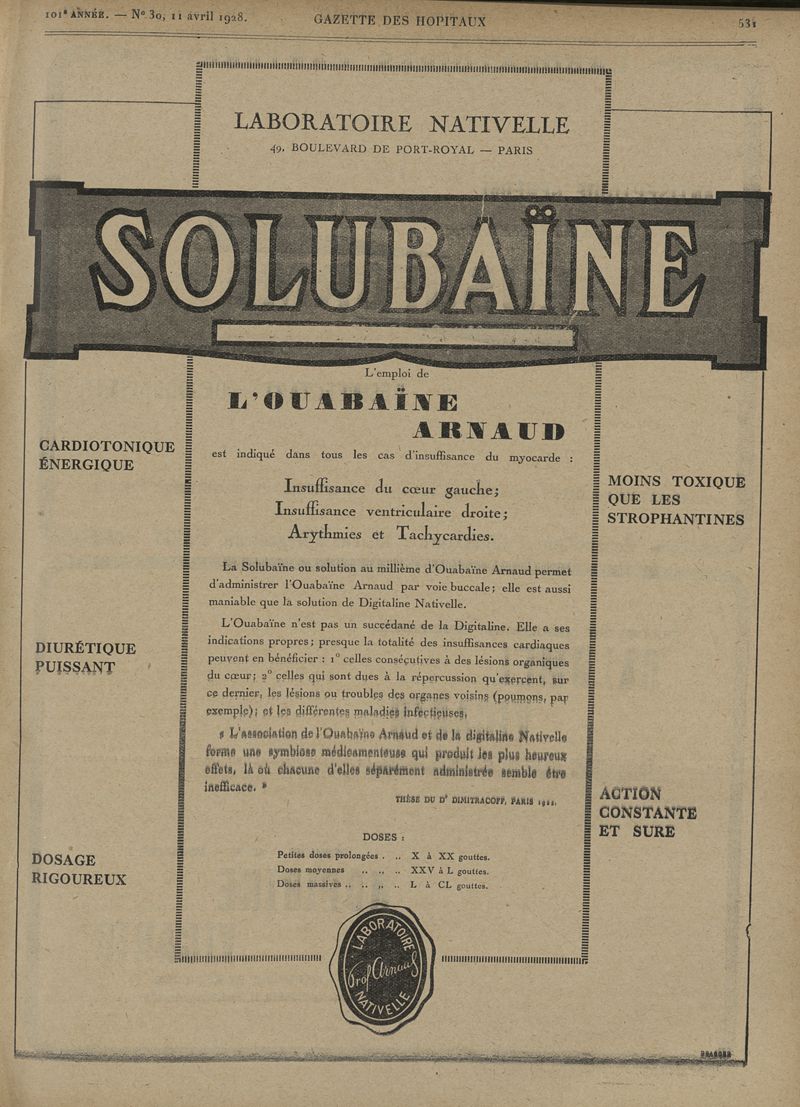 101e ANNÉE. — No 30, 11 avril 1928.
GAZETTE DES HOPITAUX
531
LABORATOIRE NATIVELLE
49, BOULEVARD DE PORT-ROYAL — PARIS
SOLUBAÏNE
L'emploi de
L'OUABAÏNE
ARNAUD
est indiqué dans tous les cas d'insuffisance du myocarde :
Insuffisance du cœur gauche;
Insuffisance ventriculaire droite;
Arythmies et Tachycardies.
La Solubaïne ou solution au millième d'Ouabaïne Arnaud permet
d'administrer l'Ouabaïne Arnaud par voie buccale; elle est aussi
maniable que la solution de Digitaline Nativelle.
L'Ouabaïne n'est pas un succédané de la Digitaline. Elle a ses
indications propres; presque la totalité des insuffisances cardiaques
peuvent en bénéficier : 1° celles consécutives à des lésions organiques
du cœur; 2° celles qui sont dues à la répercussion qu'exercent, sur
ce dernier, les lésions ou troubles des organes voisins (poumons, par
exemple); et les différentes maladies infectieuses.
« L'association de l'Ouabaïne Arnaud et de la digitaline Nativelle
forme une symbiose médicamenteuse qui produit les plus heureux
effets, là où chacune d'elles séparément administrée semble être
inefficace. »
THÈSE DU Dr DIMITRACOFF, PARIS
DOSES :
Petites doses prolongées . .. X à XX gouttes.
Doses moyennes .. .. .. XXV à L gouttes.
Doses massives .. .. .. .. L à CL gouttes.
CARDIOTONIQUE
ÉNERGIQUE
DIURÉTIQUE
PUISSANT
DOSAGE
RIGOUREUX
MOINS TOXIQUE
QUE LES
STROPHANTINES
ACTION
CONSTANTE
ET SURE
LABORATOIRE
Prof Arnaud
NATIVELLE